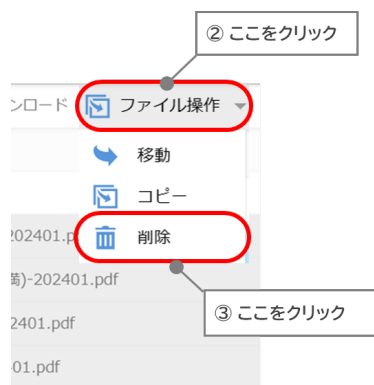 ② ここをクリック
ンロード ファイル操作
移動
コピー
202401.p 削除
満)-202401.pdf
2401.pdf
③ ここをクリック
-01.pdf